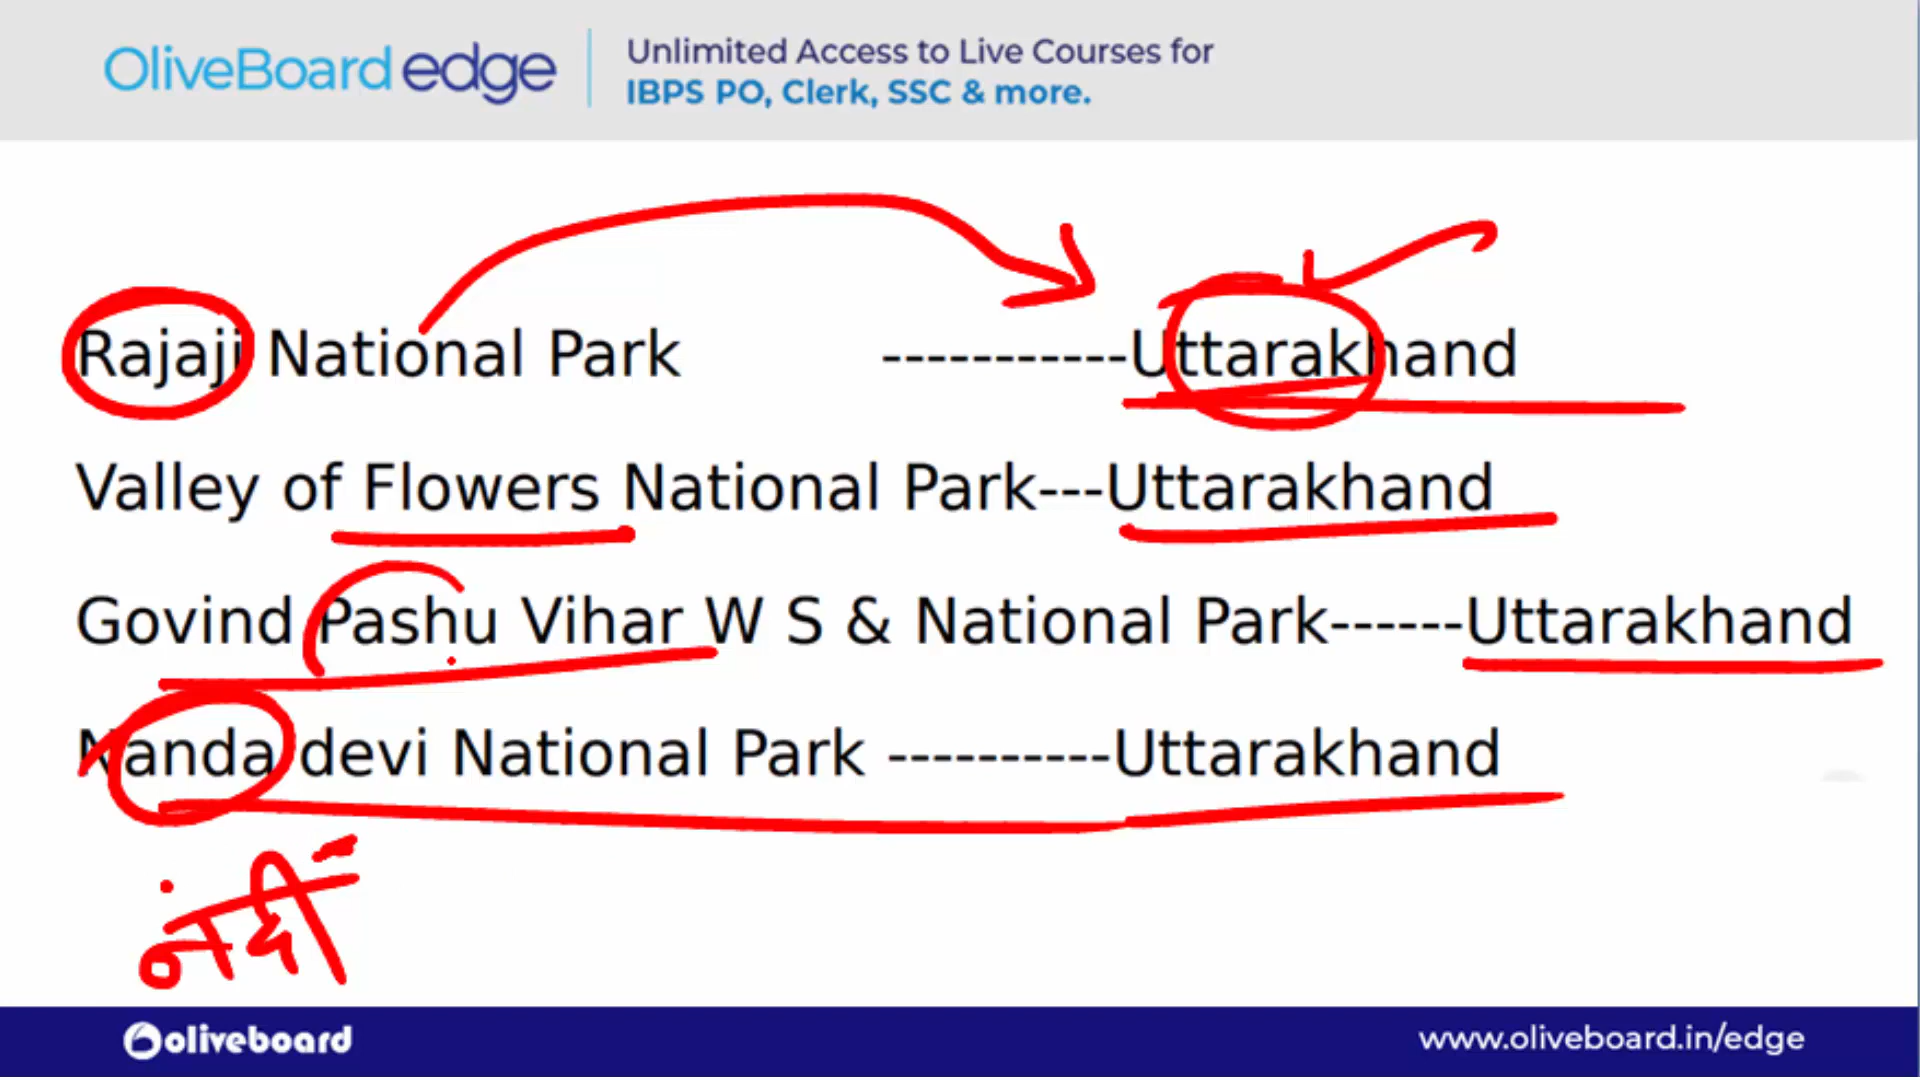 OliveBoard edge
Unlimited Access to Live Courses for
IBPS PO, Clerk, SSC & more.
Rajaji National Park -----------Uttarakhand
Valley of Flowers National Park---Uttarakhand
Govind Pashu Vihar W S & National Park------Uttarakhand
Nanda devi National Park ----------Uttarakhand
नंदी
oliveboard
www.oliveboard.in/edge